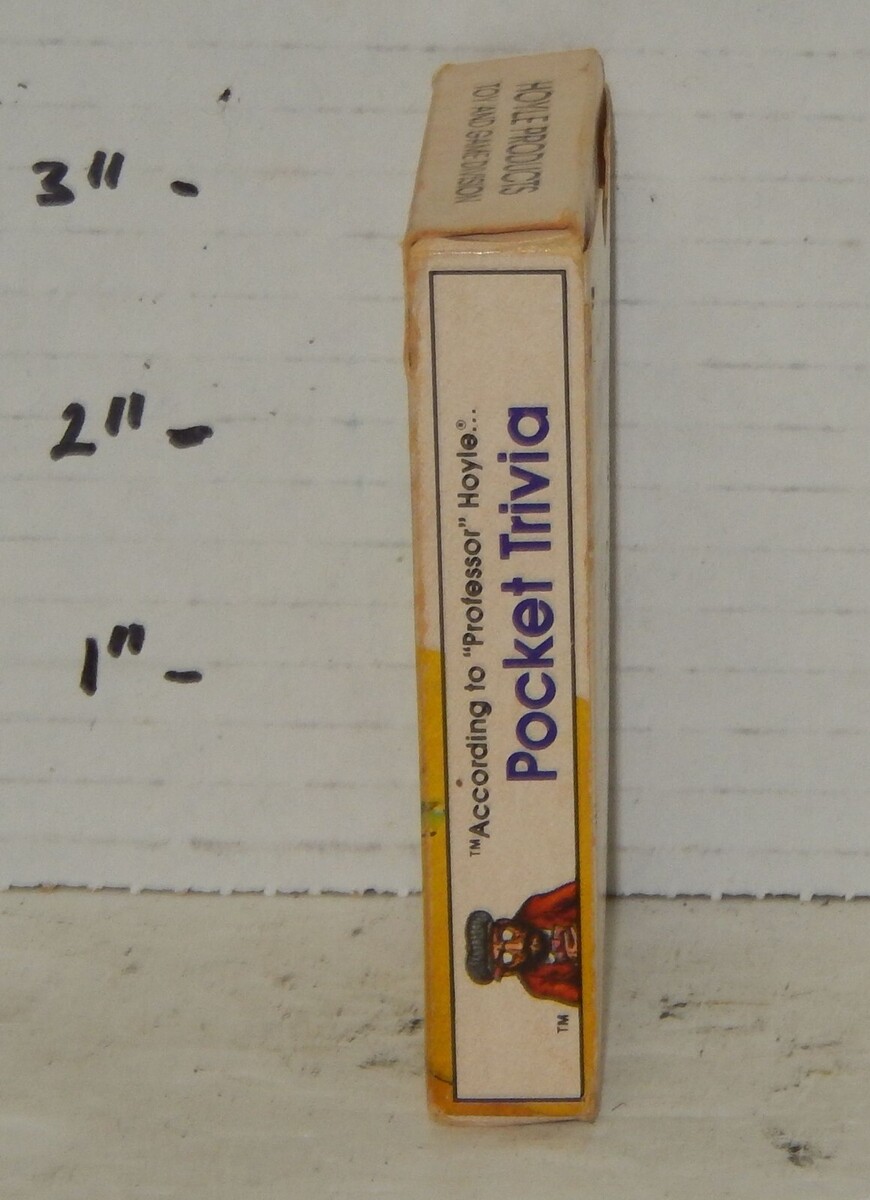 HOYLE PRODUCTS
TOY AND GAME DIVISION
3"
2"
1"
™According to "Professor" Hoyle®...
Pocket Trivia
TM